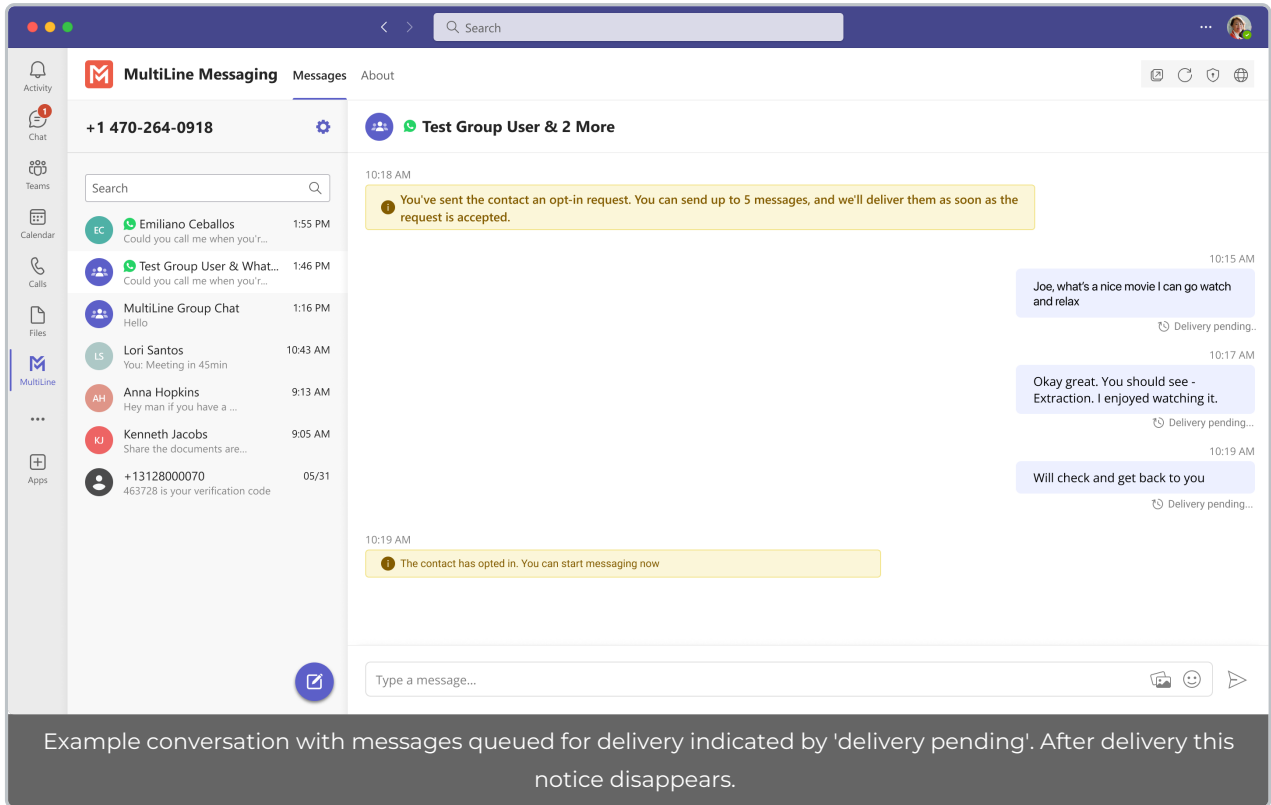 Search
Activity
1
Chat
Teams
Calendar
Calls
Files
MultiLine
Apps
MultiLine Messaging
Messages
About
+1 470-264-0918
Search
EC
Emiliano Ceballos
1:55 PM
Could you call me when you'r...
Test Group User & What...
1:46 PM
Could you call me when you'r...
MultiLine Group Chat
1:16 PM
Hello
LS
Lori Santos
10:43 AM
You: Meeting in 45min
AH
Anna Hopkins
9:13 AM
Hey man if you have a ...
KJ
Kenneth Jacobs
9:05 AM
Share the documents are...
+13128000070
05/31
463728 is your verification code
Test Group User & 2 More
10:18 AM
You've sent the contact an opt-in request. You can send up to 5 messages, and we'll deliver them as soon as the
request is accepted.
10:15 AM
Joe, what's a nice movie I can go watch
and relax
Delivery pending..
10:17 AM
Okay great. You should see -
Extraction. I enjoyed watching it.
Delivery pending...
10:19 AM
Will check and get back to you
Delivery pending...
10:19 AM
The contact has opted in. You can start messaging now
Type a message...
Example conversation with messages queued for delivery indicated by 'delivery pending'. After delivery this
notice disappears.